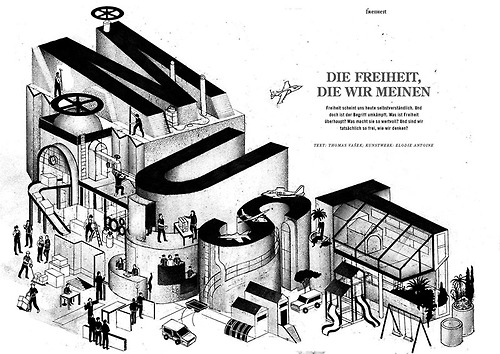 DIE FREIHEIT,
DIE WIR MEINEN
Freiheit scheint uns heute selbstverständlich. Und
doch ist der Begriff umkämpft. Was ist Freiheit
überhaupt? Was macht sie so wertvoll? Und sind wir
tatsächlich so frei, wie wir denken?
TEXT: THOMAS VAŠEK; KUNSTWERK: ELODIE ANTOINE